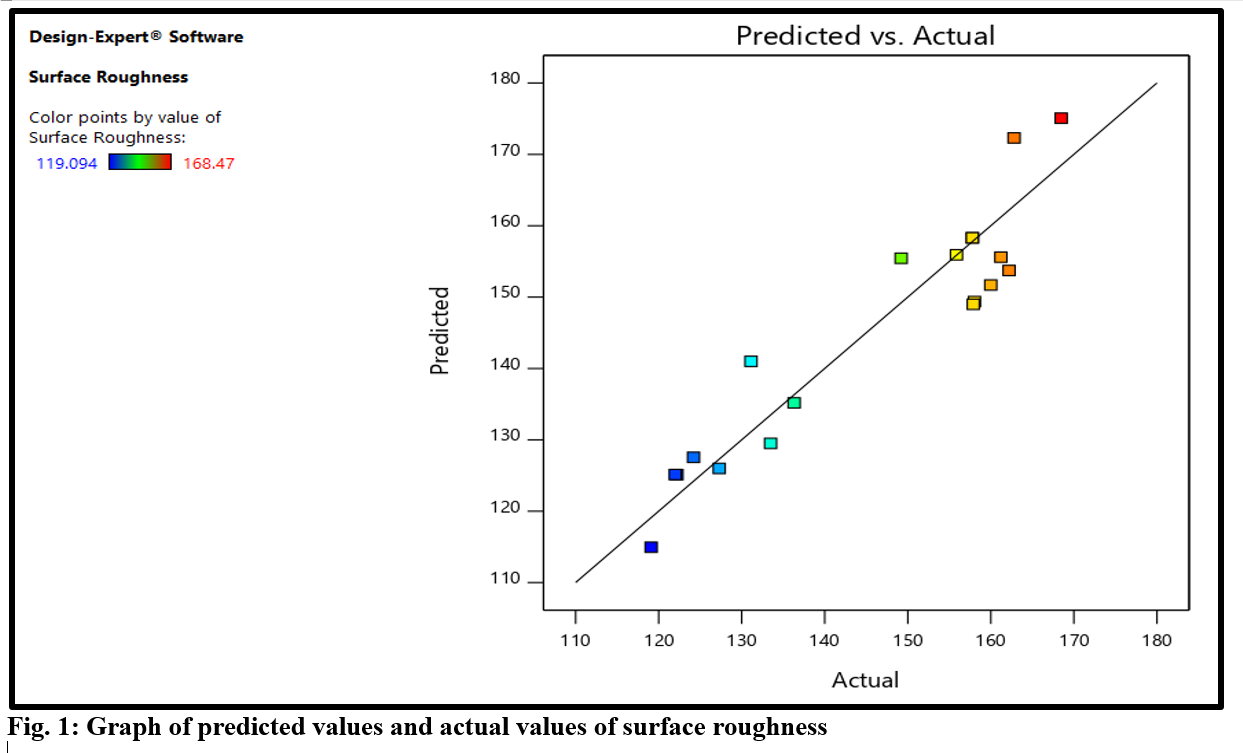 Design-Expert® Software
Surface Roughness
Color points by value of
Surface Roughness:
119.094 168.47
Predicted vs. Actual
180
170
160
150
140
130
120
110
Predicted
110 120 130 140 150 160 170 180
Actual
Fig. 1: Graph of predicted values and actual values of surface roughness